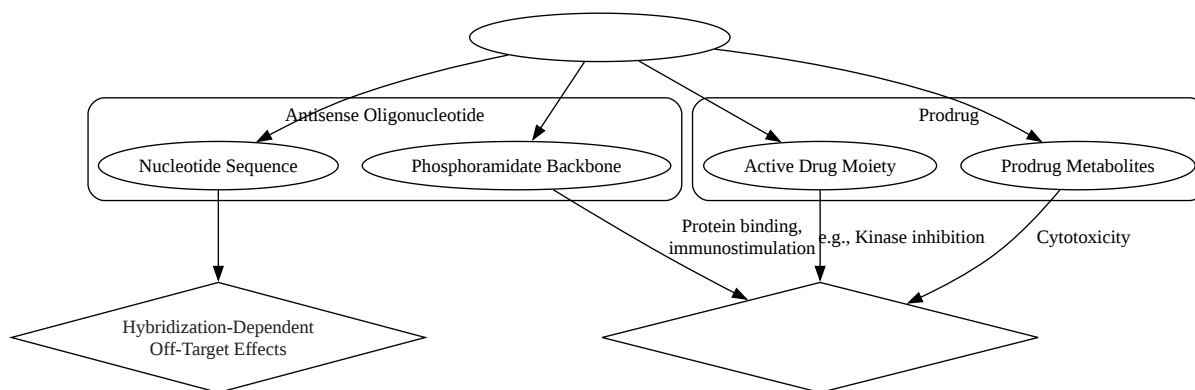 Antisense Oligonucleotide
Prodrug
Nucleotide Sequence
Phosphoramidate Backbone
Active Drug Moiety
Prodrug Metabolites
Protein binding,
immunostimulation
e.g., Kinase inhibition
Cytotoxicity
Hybridization-Dependent
Off-Target Effects